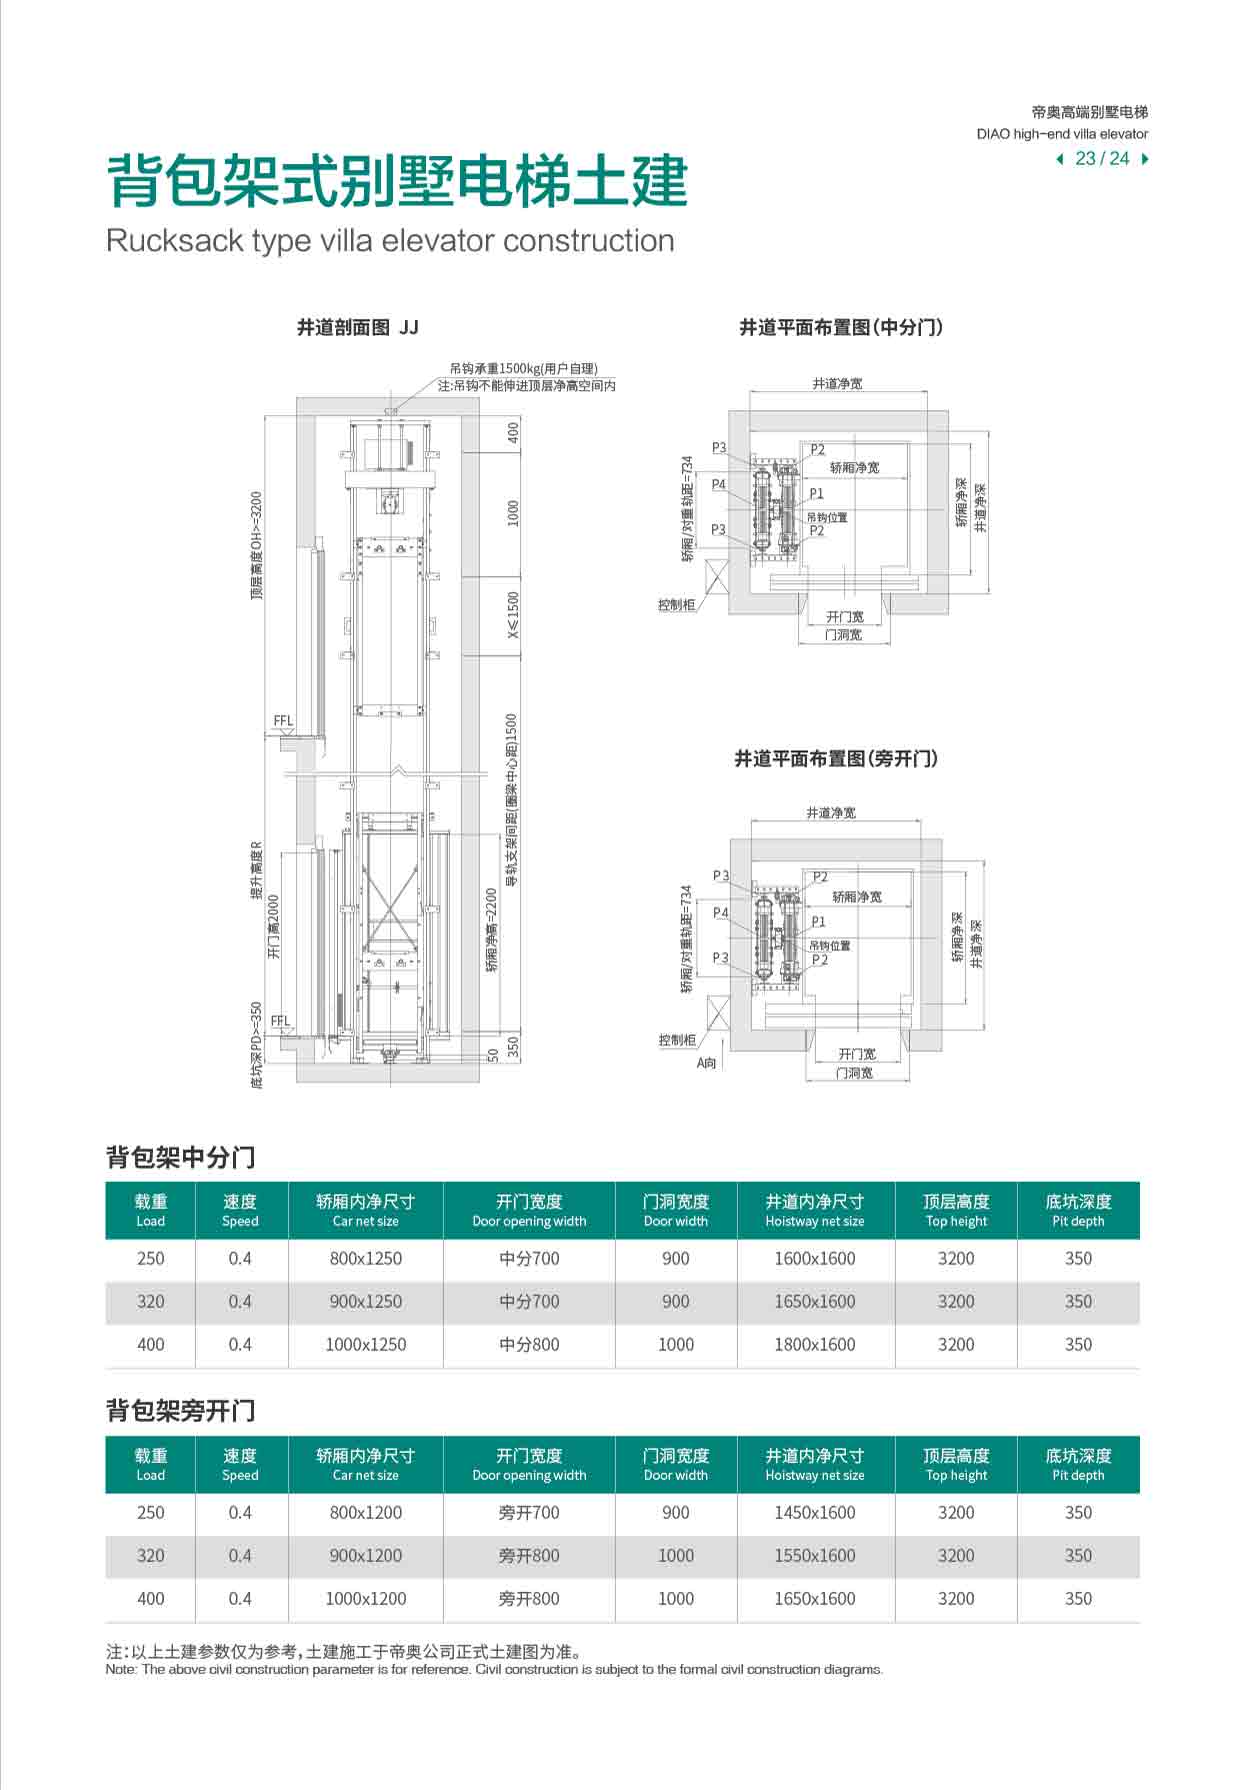 帝奥高端别墅电梯
DIAO high-end villa elevator
23 / 24
背包架式别墅电梯土建
Rucksack type villa elevator construction
井道剖面图 JJ
吊钩承重1500kg(用户自理)
注:吊钩不能伸进顶层净高空间内
400
1000
X≤1500
导轨支架间距(圈梁中心距)1500
顶层高度OH>=3200
FFL
提升高度R
开门高2000
轿厢净高=2200
FFL
底坑深PD>=350
50
350
井道平面布置图(中分门)
井道净宽
P3
P2
轿厢净宽
P4
P1
吊钩位置
P3
P2
轿厢/对重轨距=734
轿厢净深
井道净深
控制柜
开门宽
门洞宽
井道平面布置图(旁开门)
井道净宽
P3
P2
轿厢净宽
P4
P1
吊钩位置
P3
P2
轿厢/对重轨距=734
轿厢净深
井道净深
控制柜
A向
开门宽
门洞宽
背包架中分门
载重 速度 轿厢内净尺寸 开门宽度 门洞宽度 井道内净尺寸 顶层高度 底坑深度
Load Speed Car net size Door opening width Door width Hoistway net size Top height Pit depth
250 0.4 800x1250 中分700 900 1600x1600 3200 350
320 0.4 900x1250 中分700 900 1650x1600 3200 350
400 0.4 1000x1250 中分800 1000 1800x1600 3200 350
背包架旁开门
载重 速度 轿厢内净尺寸 开门宽度 门洞宽度 井道内净尺寸 顶层高度 底坑深度
Load Speed Car net size Door opening width Door width Hoistway net size Top height Pit depth
250 0.4 800x1200 旁开700 900 1450x1600 3200 350
320 0.4 900x1200 旁开800 1000 1550x1600 3200 350
400 0.4 1000x1200 旁开800 1000 1650x1600 3200 350
注:以上土建参数仅为参考,土建施工于帝奥公司正式土建图为准。
Note: The above civil construction parameter is for reference. Civil construction is subject to the formal civil construction diagrams.